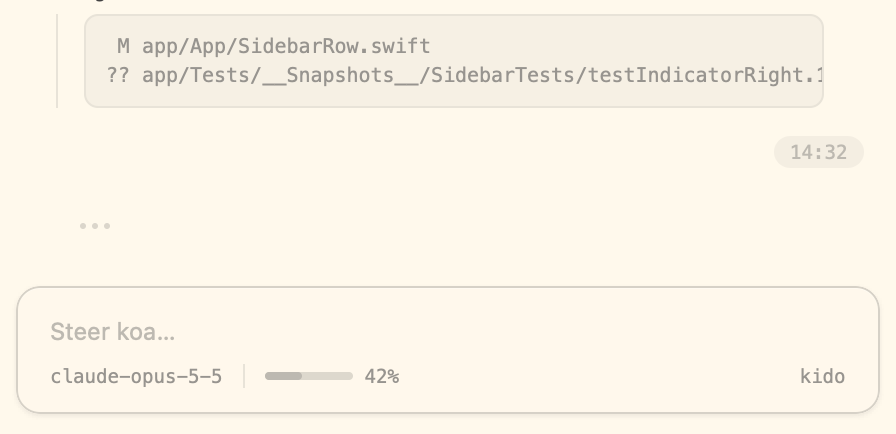 M app/App/SidebarRow.swift
?? app/Tests/__Snapshots__/SidebarTests/testIndicatorRight.1
14:32
Steer koa...
claude-opus-5-5
42%
kido